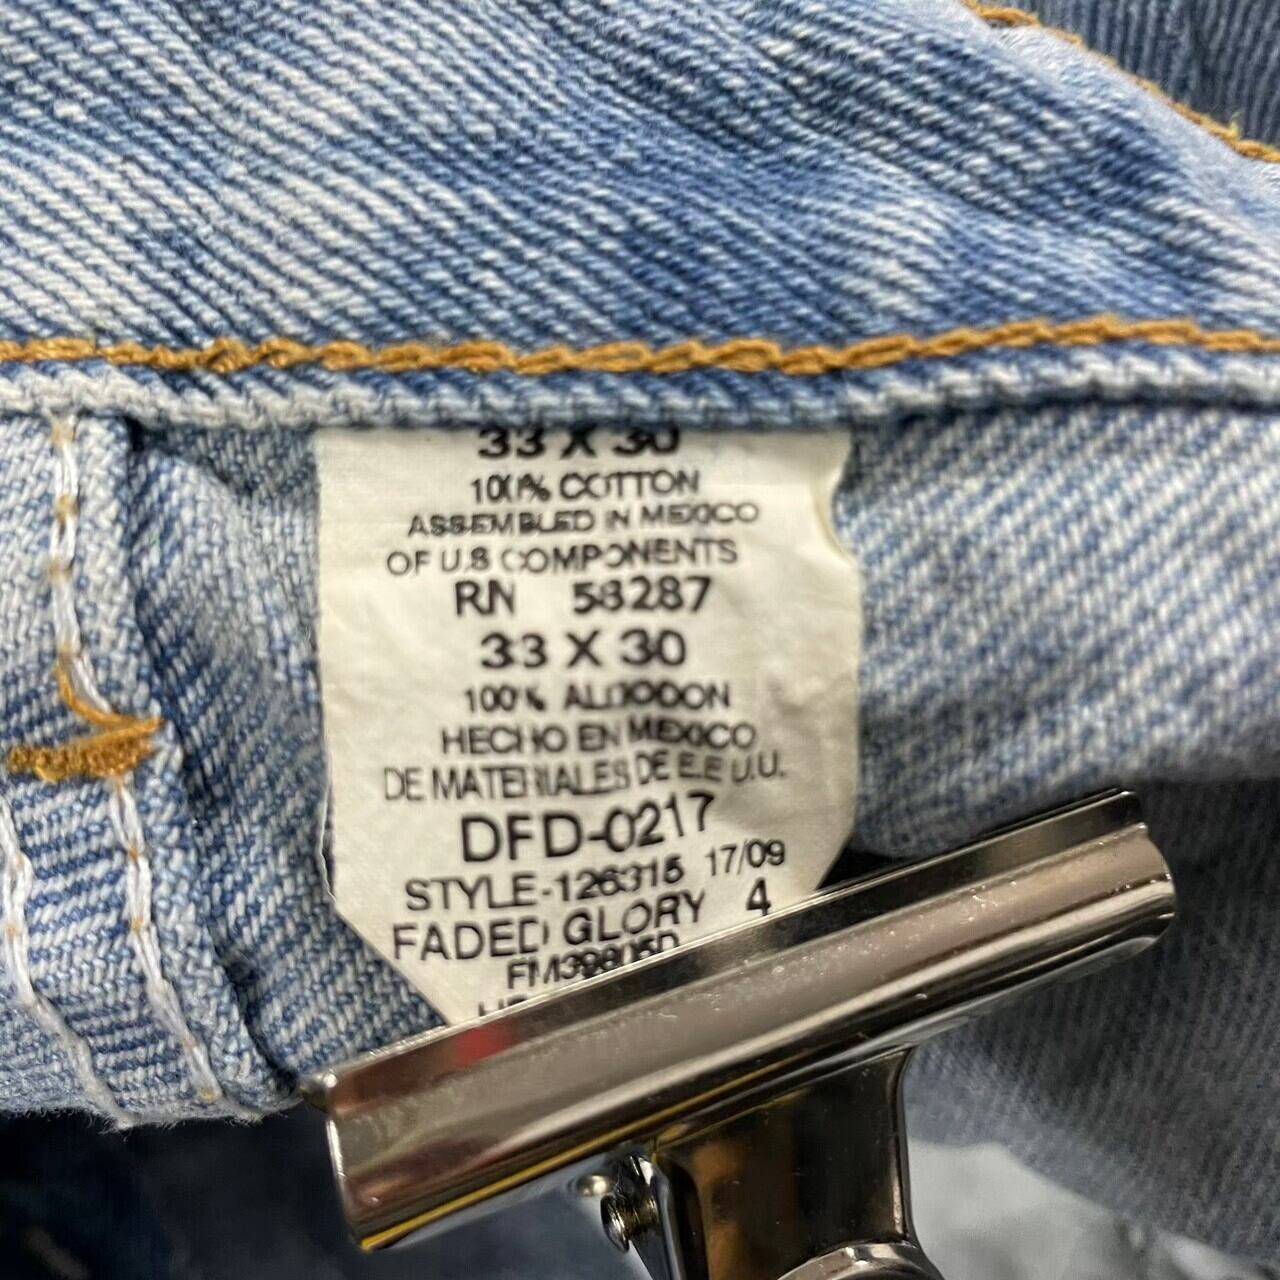 33 X 30
100% COTTON
ASSEMBLED IN MEXICO
OF U.S COMPONENTS
RN 58287
33 X 30
100% ALGODON
HECHO EN MEXICO
DE MATERIALES DE E.E U.U.
DFD-0217
STYLE-126315 17/09
FADED GLORY 4